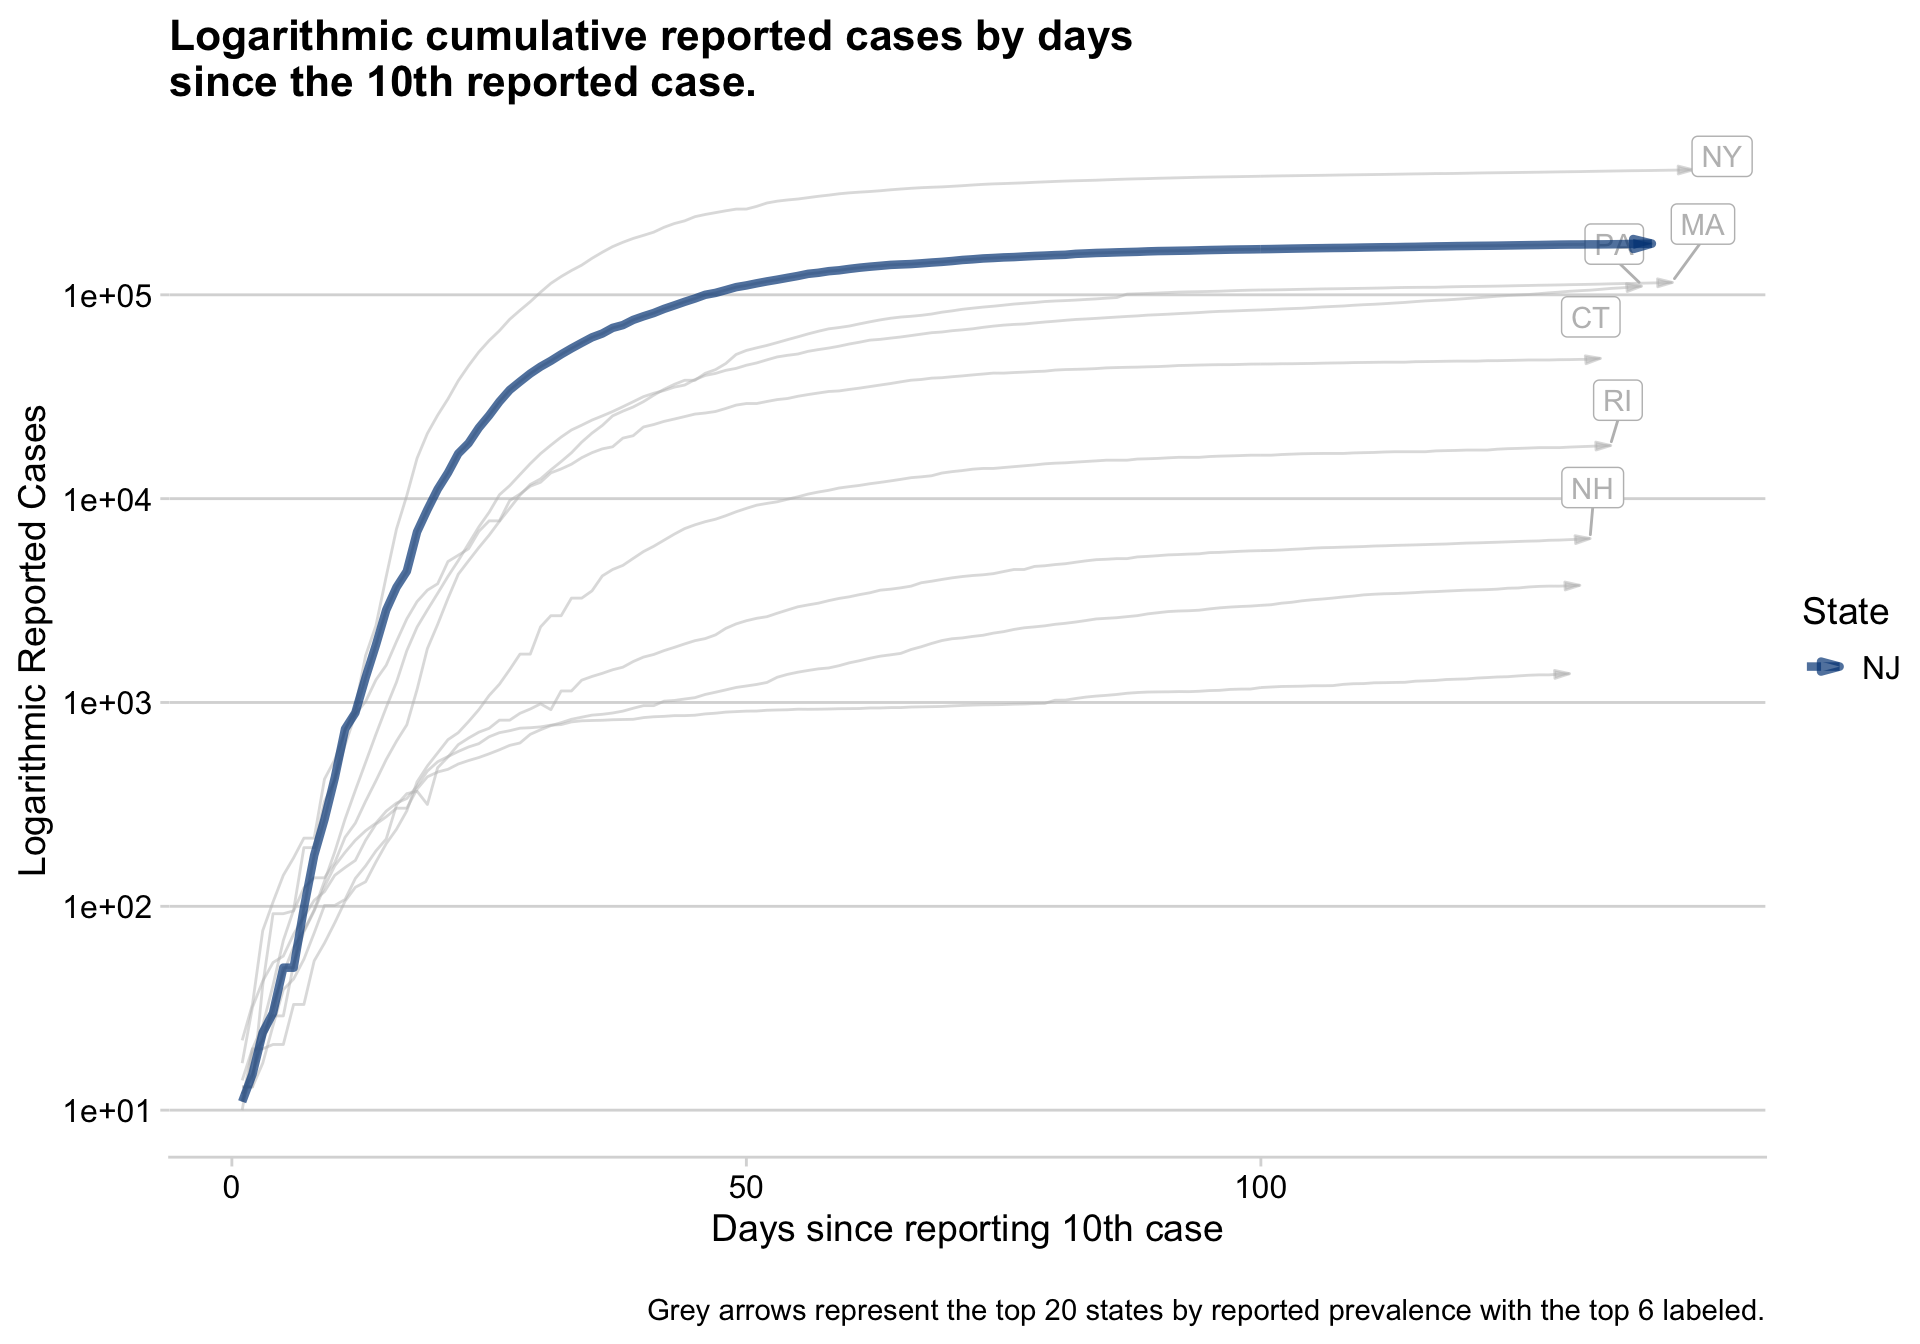 Logarithmic cumulative reported cases by days
since the 10th reported case.
NY
MA
PA
1e+05
CT
RI
Logarithmic Reported Cases
1e+04
NH
State
NJ
1e+03
1e+02
1e+01
0
50
100
Days since reporting 10th case
Grey arrows represent the top 20 states by reported prevalence with the top 6 labeled.